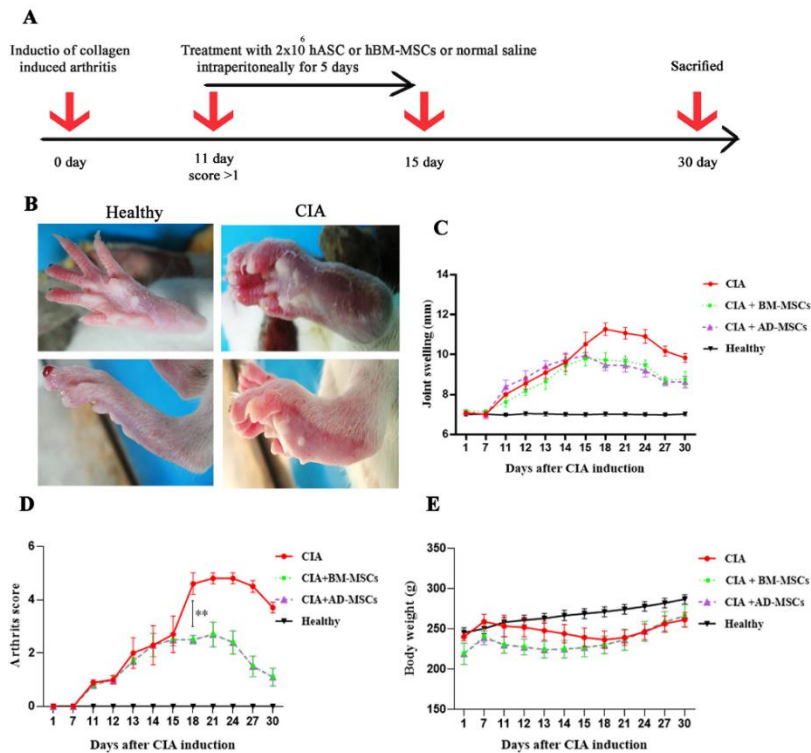 A
Inductio of collagen
induced arthritis
Treatment with 2x10 6 hASC or hBM-MSCs or normal saline
intraperitoneally for 5 days
Sacrified
0 day
11 day
score >1
15 day
30 day
B
Healthy
CIA
C
14
12
10
8
6
Joint swelling (mm)
1 7 11 12 13 14 15 18 21 24 27 30
Days after CIA induction
CIA
CIA + BM-MSCs
CIA + AD-MSCs
Healthy
D
6
4
2
0
Arthrits score
**
1 7 11 12 13 14 15 18 21 24 27 30
Days after CIA induction
CIA
CIA+BM-MSCs
CIA+AD-MSCs
Healthy
E
350
300
250
200
150
Body weight (g)
1 7 11 12 13 14 15 18 21 24 27 30
Days after CIA induction
CIA
CIA + BM-MSCs
CIA +AD-MSCs
Healthy